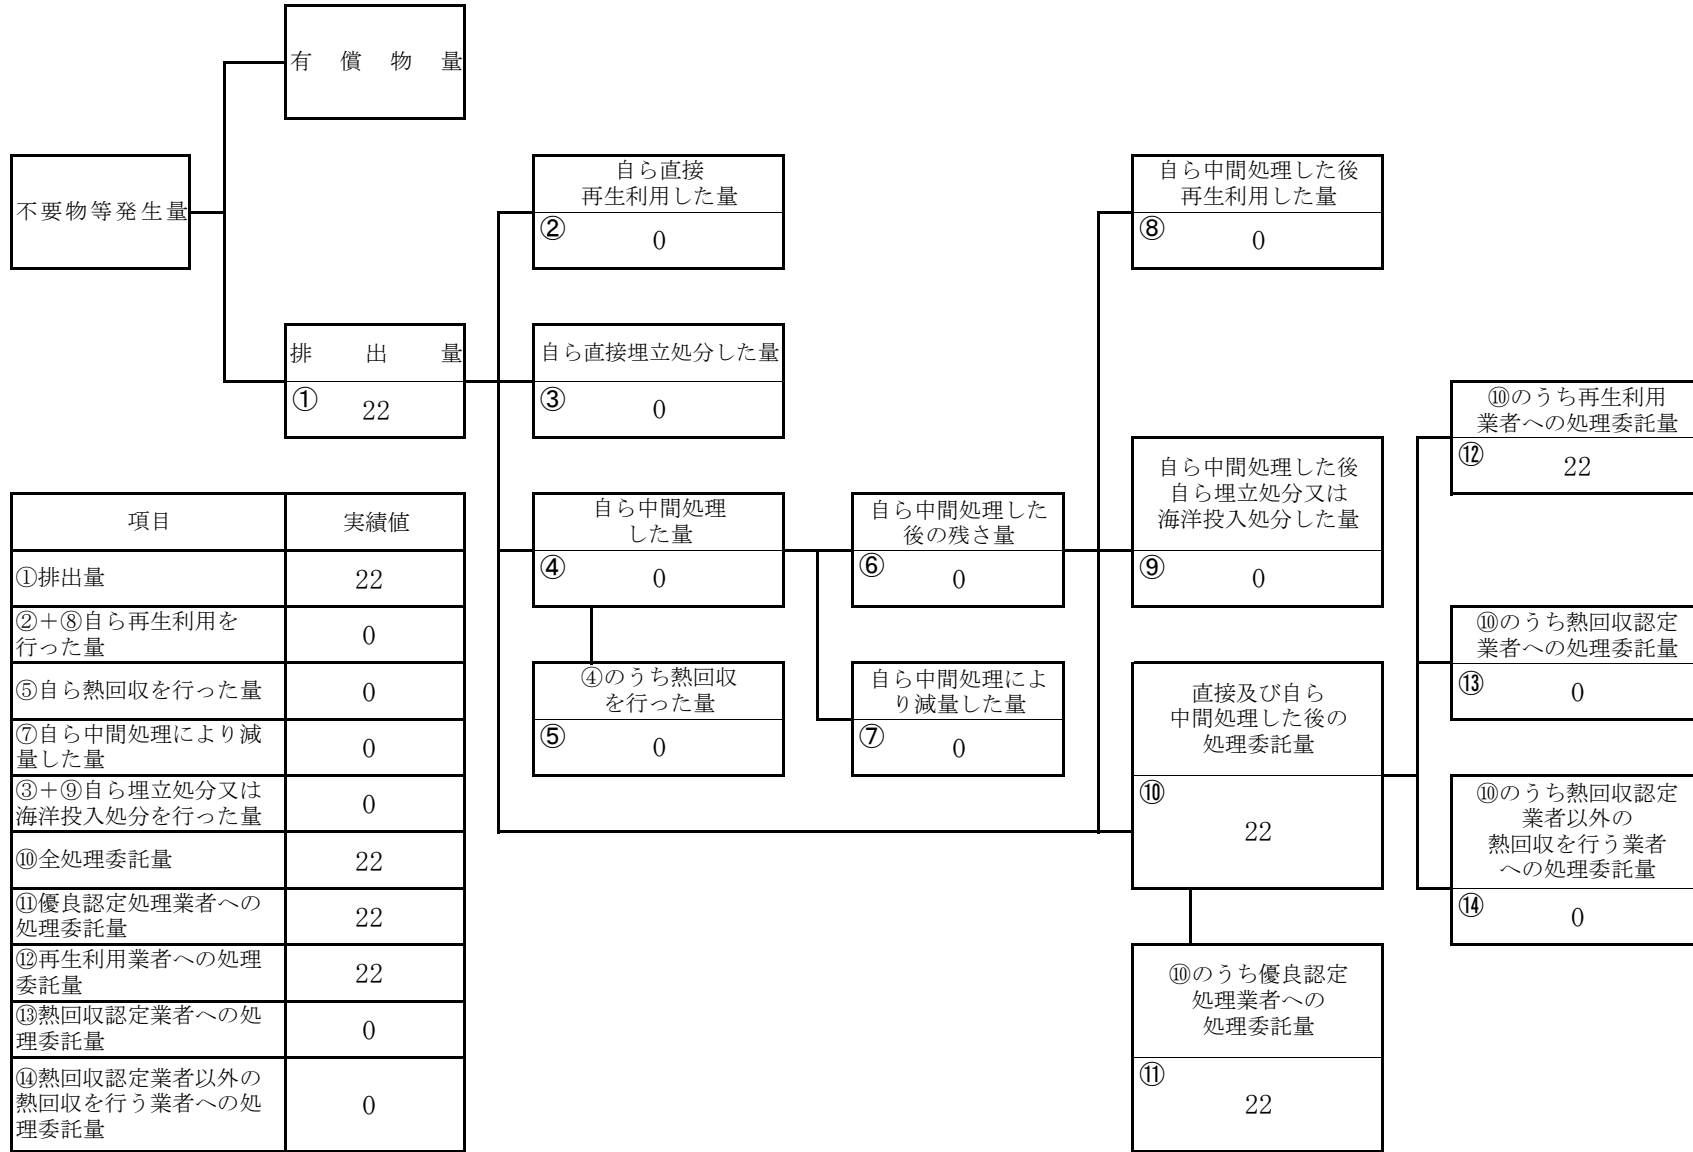 有償物量
不要物等発生量
自ら直接
再生利用した量
②
0
自ら中間処理した後
再生利用した量
⑧
0
排出量
①
22
自ら直接埋立処分した量
③
0
⑩のうち再生利用
業者への処理委託量
⑫
22
自ら中間処理
した量
④
0
自ら中間処理した
後の残さ量
⑥
0
自ら中間処理した後
自ら埋立処分又は
海洋投入処分した量
⑨
0
④のうち熱回収
を行った量
⑤
0
自ら中間処理によ
り減量した量
⑦
0
直接及び自ら
中間処理した後の
処理委託量
⑩
22
⑩のうち熱回収認定
業者への処理委託量
⑬
0
⑩のうち熱回収認定
業者以外の
熱回収を行う業者
への処理委託量
⑭
0
⑩のうち優良認定
処理業者への
処理委託量
⑪
22
項目 実績値
①排出量 22
②+⑧自ら再生利用を
行った量
0
⑤自ら熱回収を行った量 0
⑦自ら中間処理により減
量した量
0
③+⑨自ら埋立処分又は
海洋投入処分を行った量
0
⑩全処理委託量 22
⑪優良認定処理業者への
処理委託量
22
⑫再生利用業者への処理
委託量
22
⑬熱回収認定業者への処
理委託量
0
⑭熱回収認定業者以外の
熱回収を行う業者への処
理委託量
0